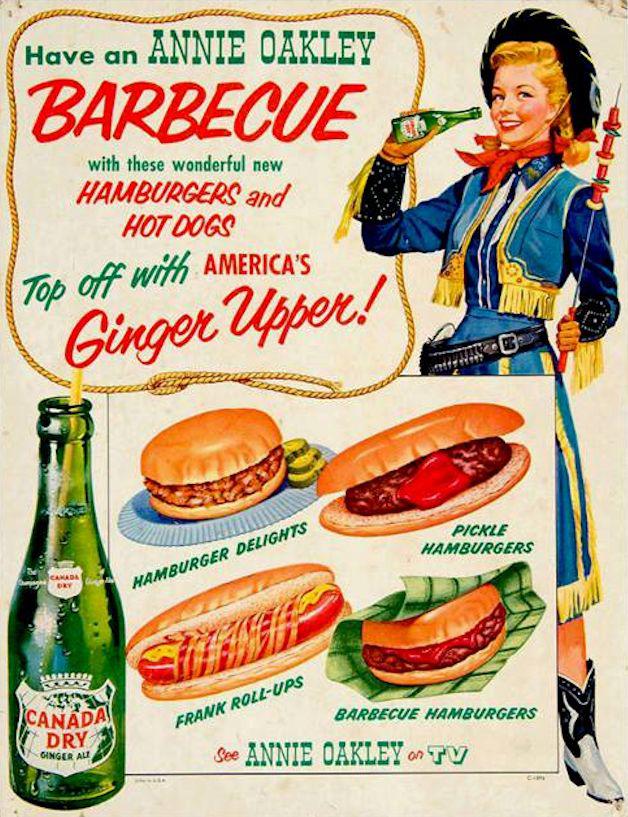 Have an ANNIE OAKLEY
BARBECUE
with these wonderful new
HAMBURGERS and
HOT DOGS
Top off with AMERICA'S
Ginger Upper!
HAMBURGER DELIGHTS
PICKLE
HAMBURGERS
FRANK ROLL-UPS
BARBECUE HAMBURGERS
See ANNIE OAKLEY on TV
The Champagne
CANADA
DRY
CANADA
DRY
GINGER ALE